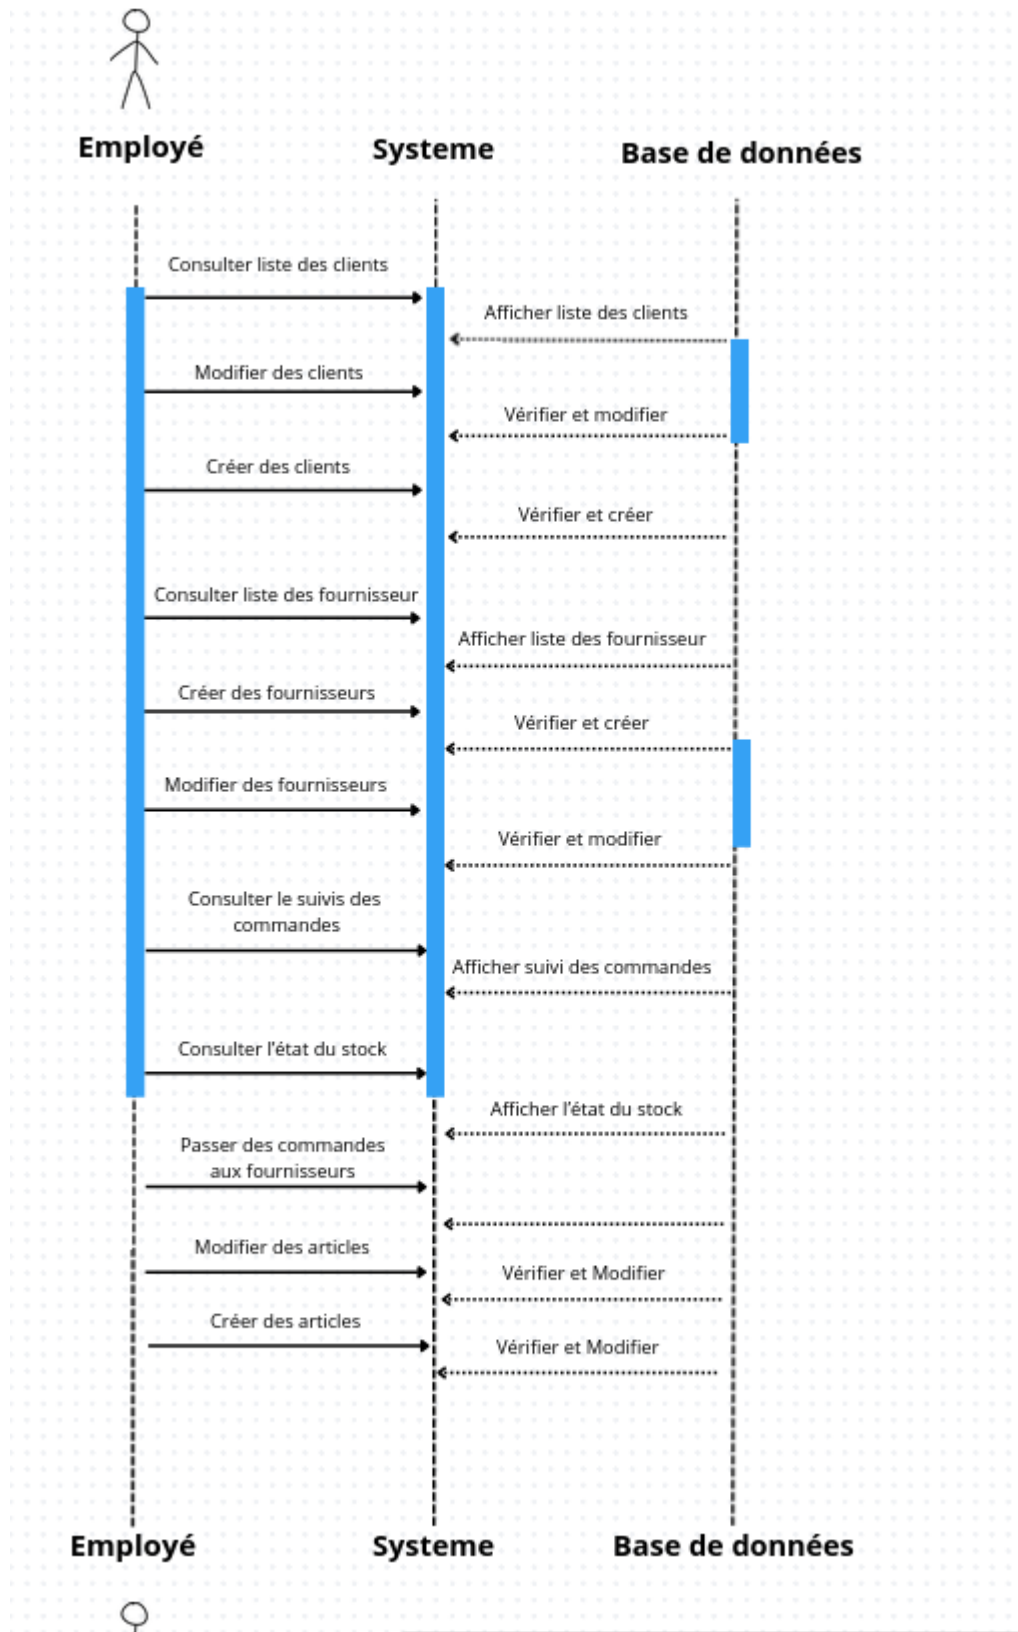 Employé
Systeme
Base de données
Consulter liste des clients
Afficher liste des clients
Modifier des clients
Vérifier et modifier
Créer des clients
Vérifier et créer
Consulter liste des fournisseur
Afficher liste des fournisseur
Créer des fournisseurs
Vérifier et créer
Modifier des fournisseurs
Vérifier et modifier
Consulter le suivis des
commandes
Afficher suivi des commandes
Consulter l'état du stock
Afficher l'état du stock
Passer des commandes
aux fournisseurs
Modifier des articles
Vérifier et Modifier
Créer des articles
Vérifier et Modifier
Employé
Systeme
Base de données